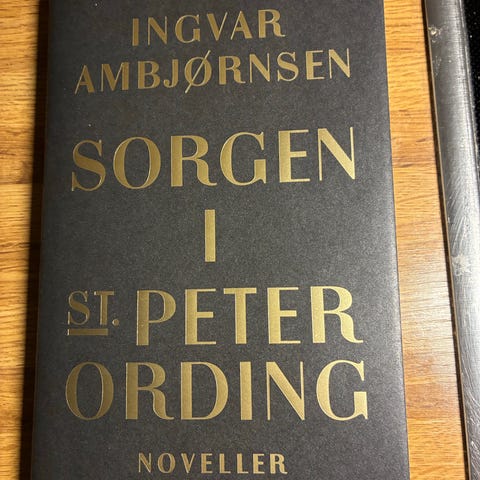 INGVAR
AMBJØRNSEN
SORGEN
I
ST. PETER
ORDING
NOVELLER